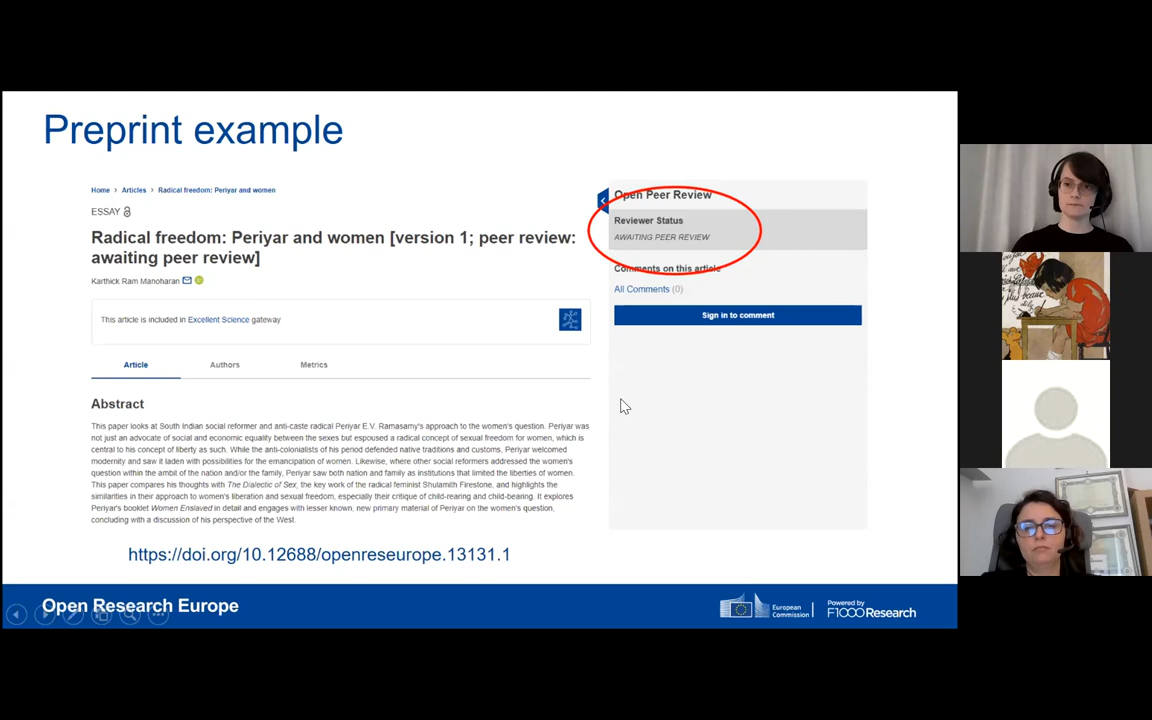 Preprint example
Home > Articles > Radical freedom: Periyar and women
ESSAY
Radical freedom: Periyar and women [version 1; peer review:
awaiting peer review]
Karthick Ram Manoharan
This article is included in Excellent Science gateway
Article Authors Metrics
Abstract
This paper looks at South Indian social reformer and anti-caste radical Periyar E.V. Ramasamy's approach to the women's question. Periyar was
not just an advocate of social and economic equality between the sexes but espoused a radical concept of sexual freedom for women, which is
central to his concept of liberty as such. While the anti-colonialists of his period defended native traditions and customs, Periyar welcomed
modernity and saw it laden with possibilities for the emancipation of women. Likewise, where other social reformers addressed the women's
question within the ambit of the nation and/or the family, Periyar saw both nation and family as institutions that limited the liberties of women.
This paper compares his thoughts with The Dialectic of Sex, the key work of the radical feminist Shulamith Firestone, and highlights the
similarities in their approach to women's liberation and sexual freedom, especially their critique of child-rearing and child-bearing. It explores
Periyar's booklet Women Enslaved in detail and engages with lesser known, new primary material of Periyar on the women's question,
concluding with a discussion of his perspective of the West.
Open Peer Review
Reviewer Status
AWAITING PEER REVIEW
Comments on this article
All Comments (0)
Sign in to comment
https://doi.org/10.12688/openreseurope.13131.1
Open Research Europe
European
Commission
Powered by
F1000Research